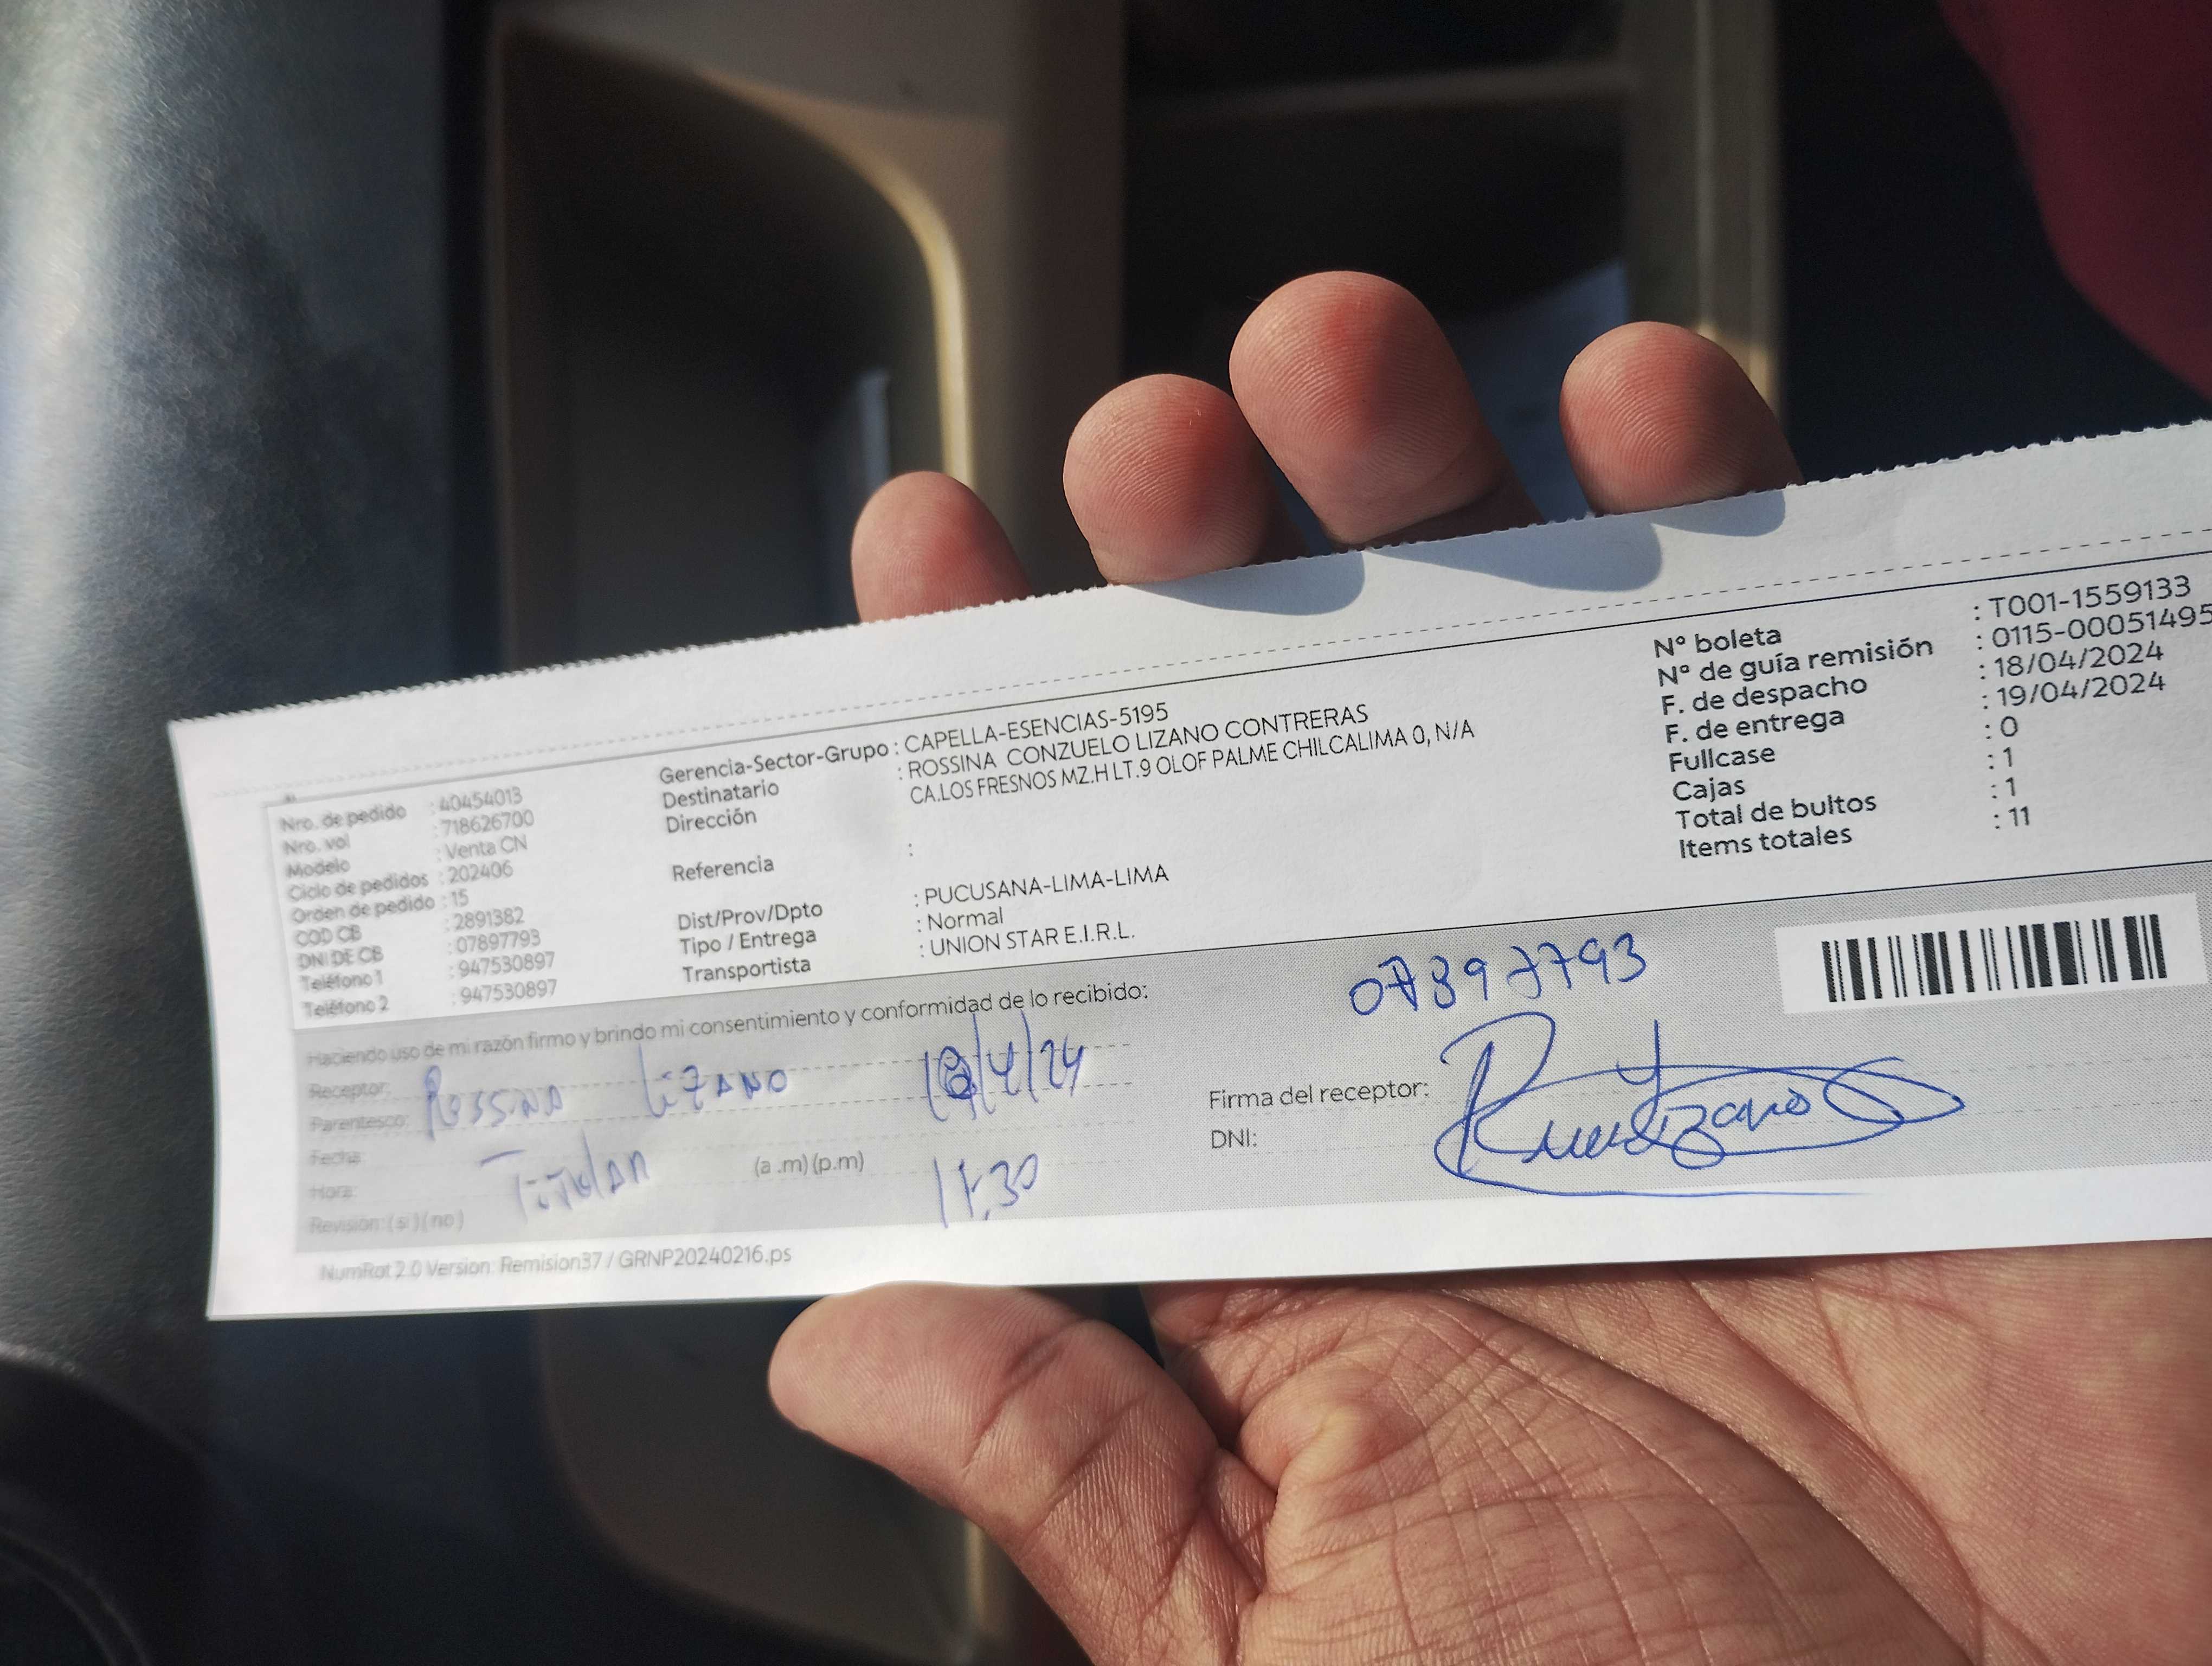 Nro. de pedido : 40454013
Nro. vol : 718626700
Modelo : Venta CN
Ciclo de pedidos : 202406
Orden de pedido : 15
COD CB : 2891382
DNI DE CB : 07897793
Teléfono 1 : 947530897
Teléfono 2 : 947530897
Gerencia-Sector-Grupo : CAPELLA-ESENCIAS-5195
Destinatario : ROSSINA CONZUELO LIZANO CONTRERAS
Dirección CA.LOS FRESNOS MZ.H LT.9 OLOF PALME CHILCALIMA 0, N/A
Referencia :
Dist/Prov/Dpto : PUCUSANA-LIMA-LIMA
Tipo / Entrega : Normal
Transportista : UNION STAR E.I.R.L.
N° boleta : T001-1559133
N° de guía remisión : 0115-00051495
F. de despacho : 18/04/2024
F. de entrega : 19/04/2024
Fullcase : 0
Cajas : 1
Total de bultos : 1
Items totales : 11
Haciendo uso de mi razón firmo y brindo mi consentimiento y conformidad de lo recibido:
Receptor: Rossina Lizano
Parentesco: Titular
Fecha: /4/24
Hora: (a .m) (p.m) 11:30
Revisión: ( si ) ( no )
07897793
Firma del receptor:
DNI:
NumRot 2.0 Version: Remision37 / GRNP20240216.ps